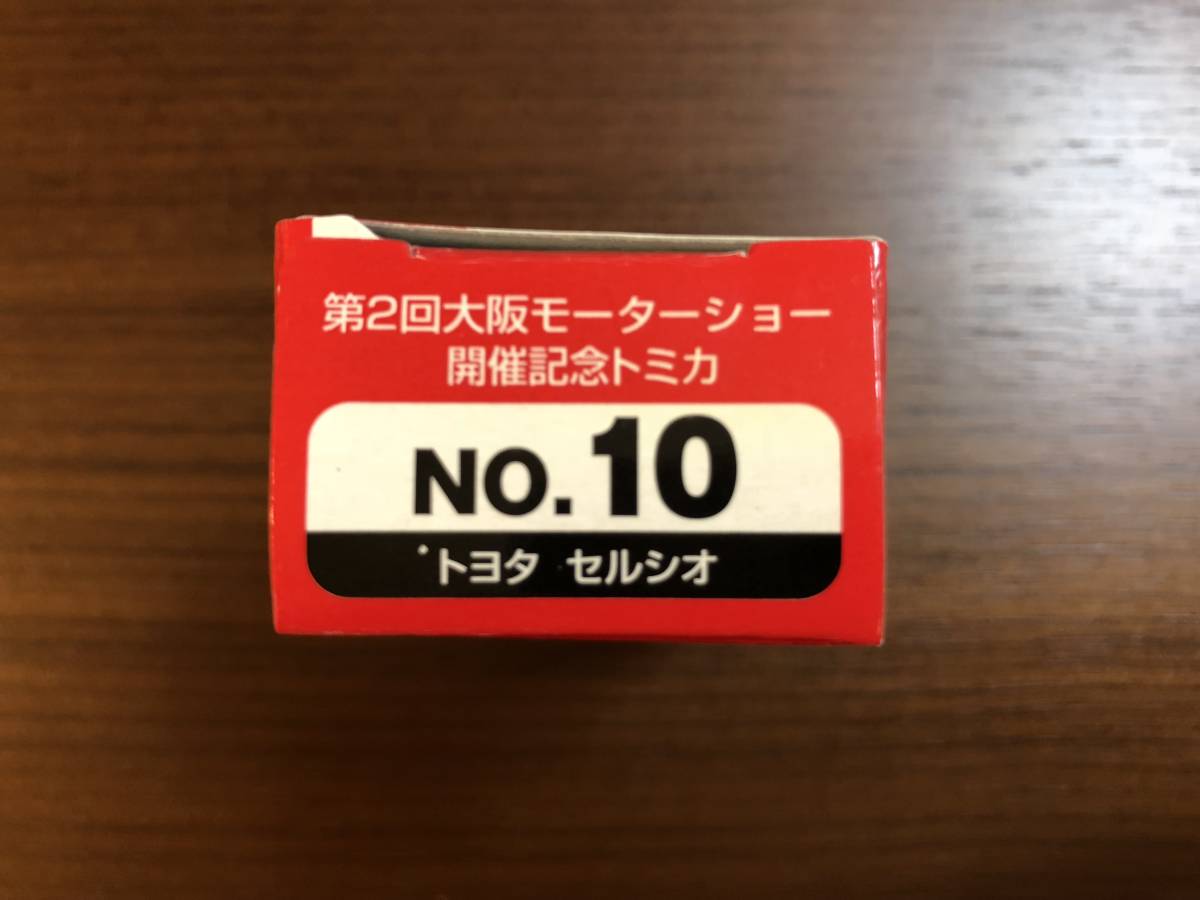 第2回大阪モーターショー
開催記念トミカ
NO.10
トヨタ セルシオ